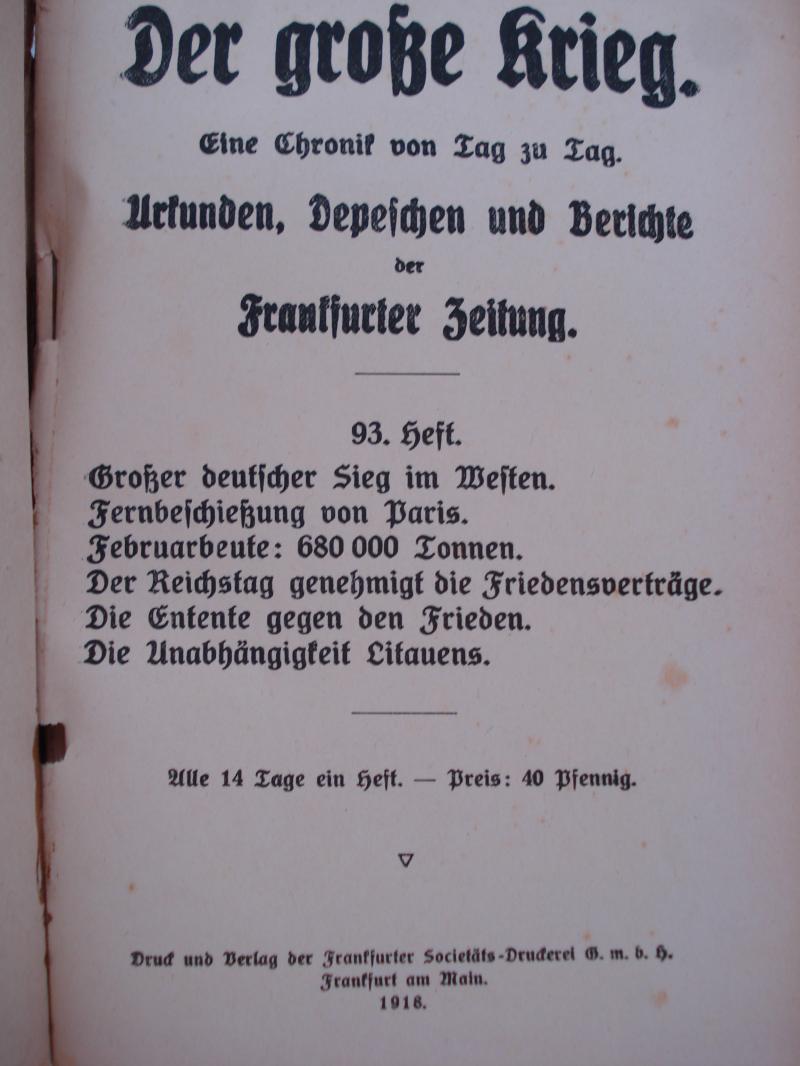 Der große Krieg.
Eine Chronik von Tag zu Tag.
Urkunden, Depeschen und Berichte
der
Frankfurter Zeitung.
93. Heft.
Großer deutscher Sieg im Westen.
Fernbeschießung von Paris.
Februarbeute: 680 000 Tonnen.
Der Reichstag genehmigt die Friedensverträge.
Die Entente gegen den Frieden.
Die Unabhängigkeit Litauens.
Alle 14 Tage ein Heft. — Preis: 40 Pfennig.
Druck und Verlag der Frankfurter Societäts-Druckerei G. m. b. H.
Frankfurt am Main.
1918.